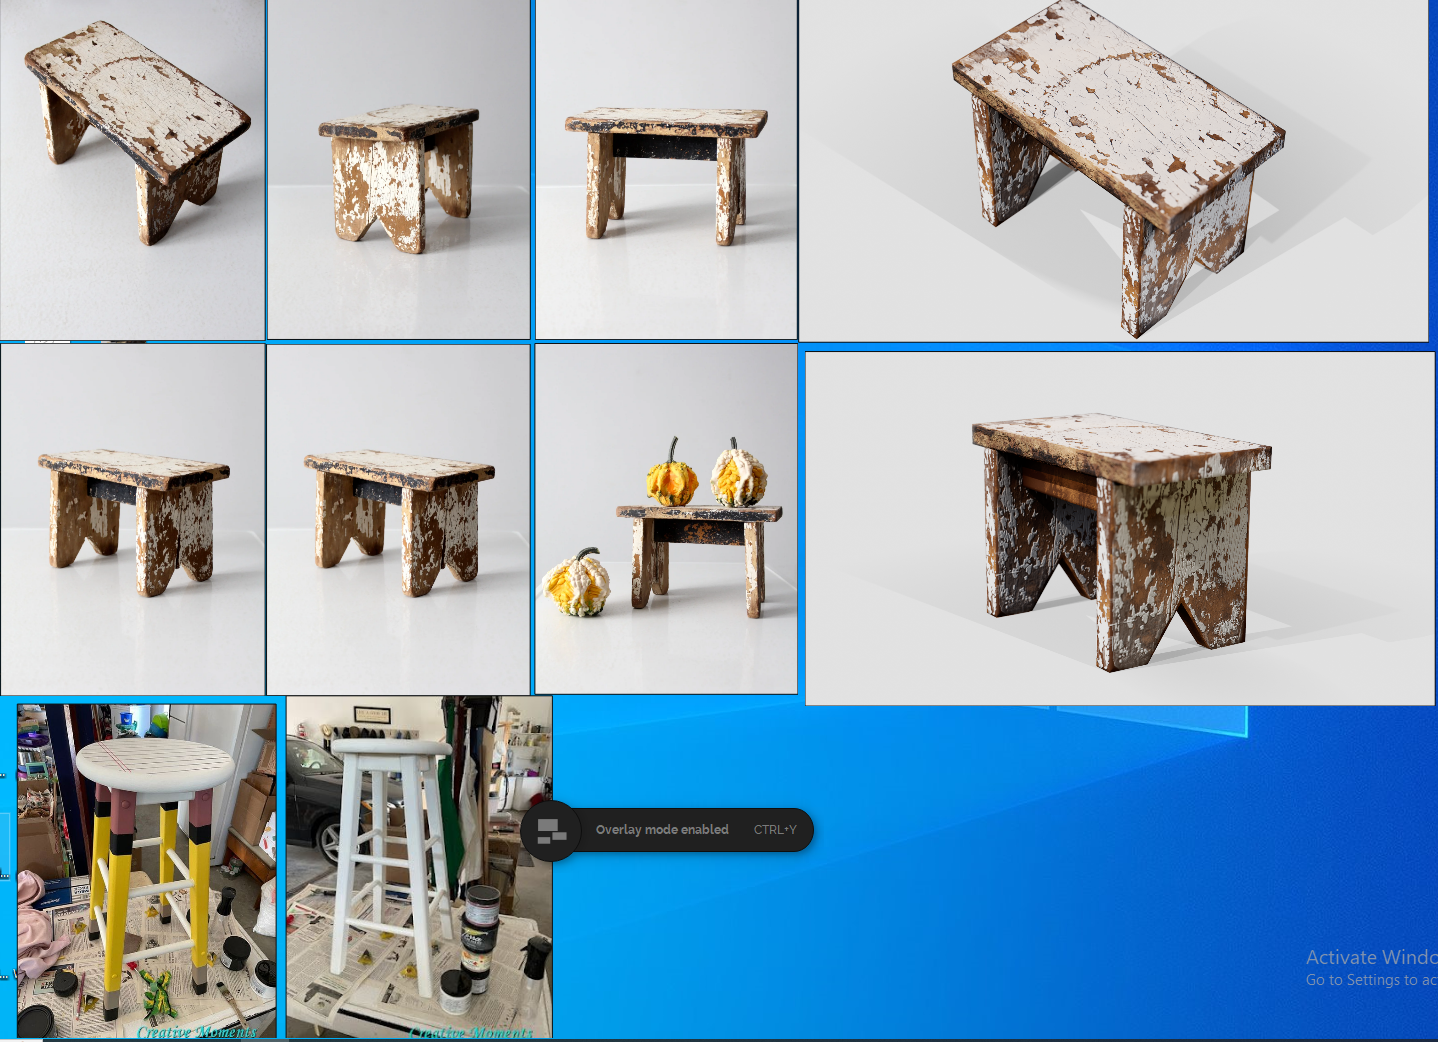 Overlay mode enabled CTRL+Y
Activate Windo
Go to Settings to ac
Creative Moments
Creative Moments